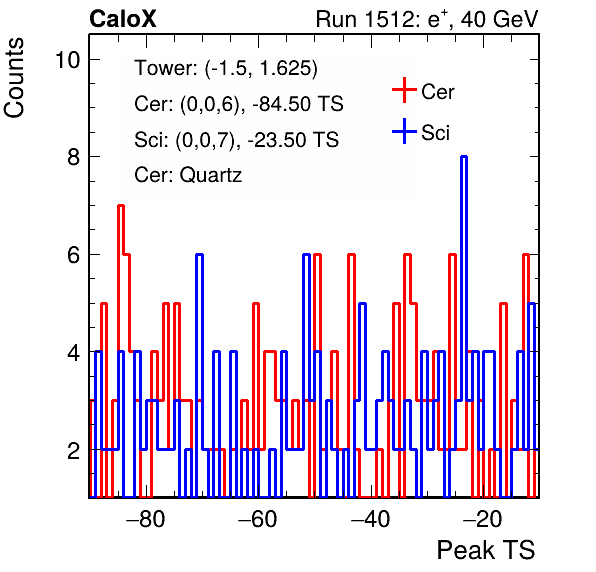 CaloX Run 1512: e⁺, 40 GeV
Counts
Tower: (-1.5, 1.625)
Cer: (0,0,6), -84.50 TS
Sci: (0,0,7), -23.50 TS
Cer: Quartz
Cer
Sci
10
8
6
4
2
−80 −60 −40 −20
Peak TS